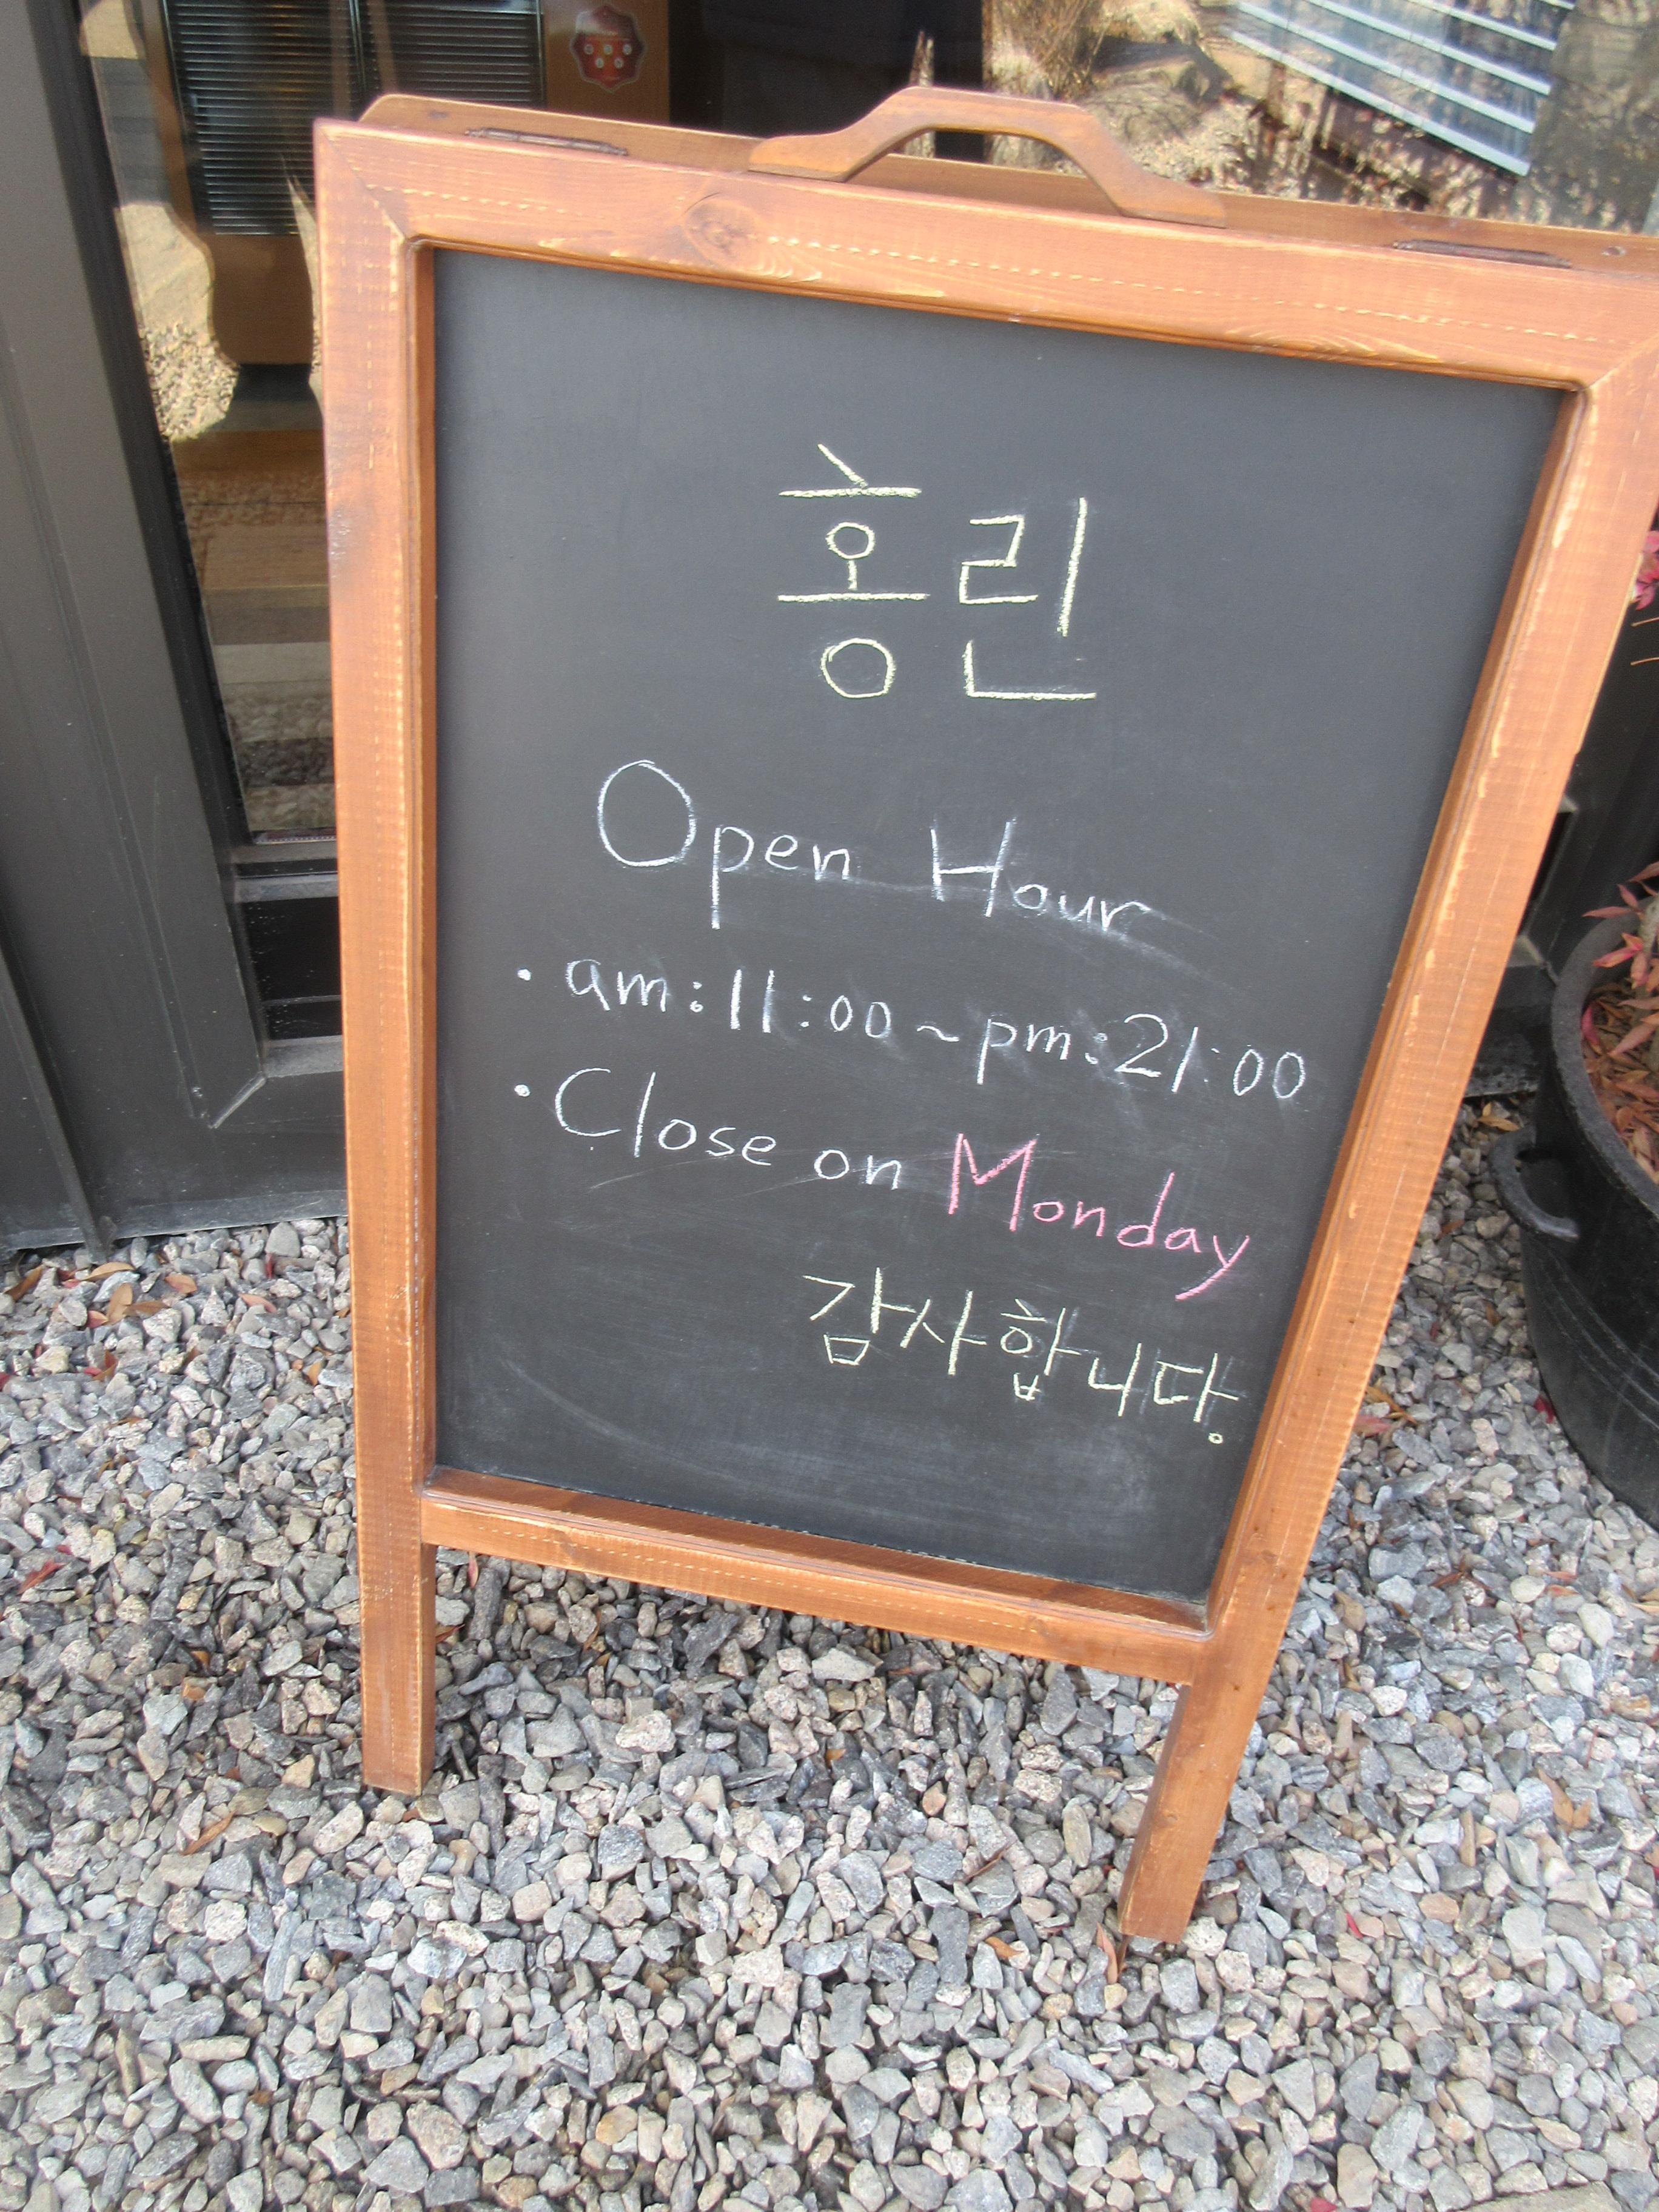 홍린
Open Hour
· am:11:00~pm:21:00
· Close on Monday
감사합니다.